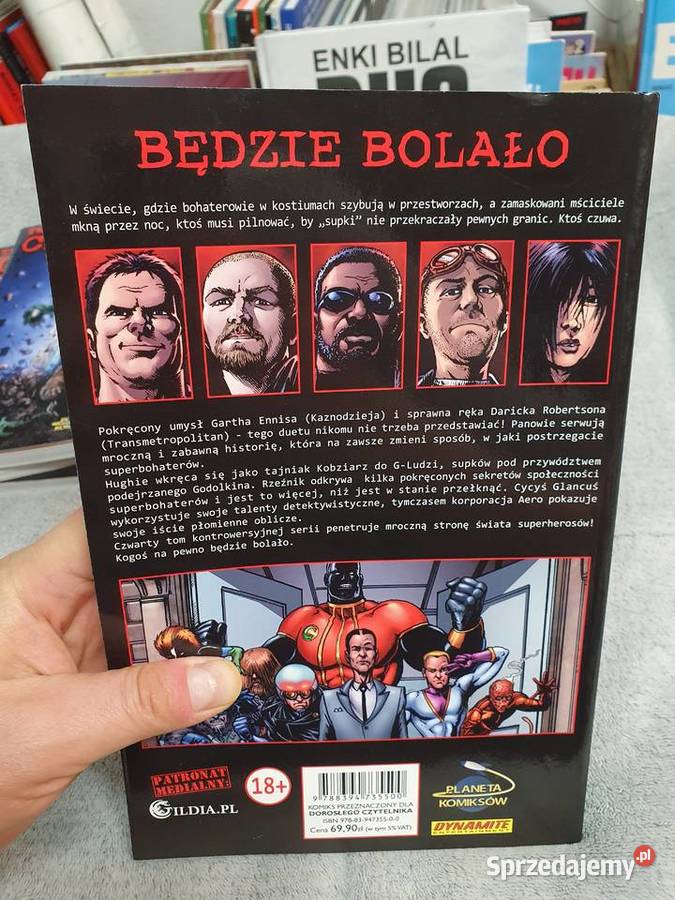 ENKI BILAL
BĘDZIE BOLAŁO
W świecie, gdzie bohaterowie w kostiumach szybują w przestworzach, a zamaskowani mściciele
mkną przez noc, ktoś musi pilnować, by „supki” nie przekraczały pewnych granic. Ktoś czuwa.
Pokręcony umysł Gartha Ennisa (Kaznodzieja) i sprawna ręka Daricka Robertsona
(Transmetropolitan) - tego duetu nikomu nie trzeba przedstawiać! Panowie serwują
mroczną i zabawną historię, która na zawsze zmieni sposób, w jaki postrzegacie
superbohaterów.
Hughie wkręca się jako tajniak Kobziarz do G-Ludzi, supków pod przywództwem
podejrzanego Godolkina. Rzeźnik odkrywa kilka pokręconych sekretów społeczności
superbohaterów i jest to więcej, niż jest w stanie przełknąć. Cycyś Glancuś
wykorzystuje swoje talenty detektywistyczne, tymczasem korporacja Aero pokazuje
swoje iście płomienne oblicze.
Czwarty tom kontrowersyjnej serii penetruje mroczną stronę świata superherosów!
Kogoś na pewno będzie bolało.
G
PATRONAT
MEDIALNY:
GILDIA.PL
18+
9 788394 735500
KOMIKS PRZEZNACZONY DLA
DOROSŁEGO CZYTELNIKA
ISBN 978-83-947355-0-0
Cena 69,90zł (w tym 5% VAT)
PLANETA
KOMIKSÓW
DYNAMITE
ENTERTAINMENT
Sprzedajemy.pl